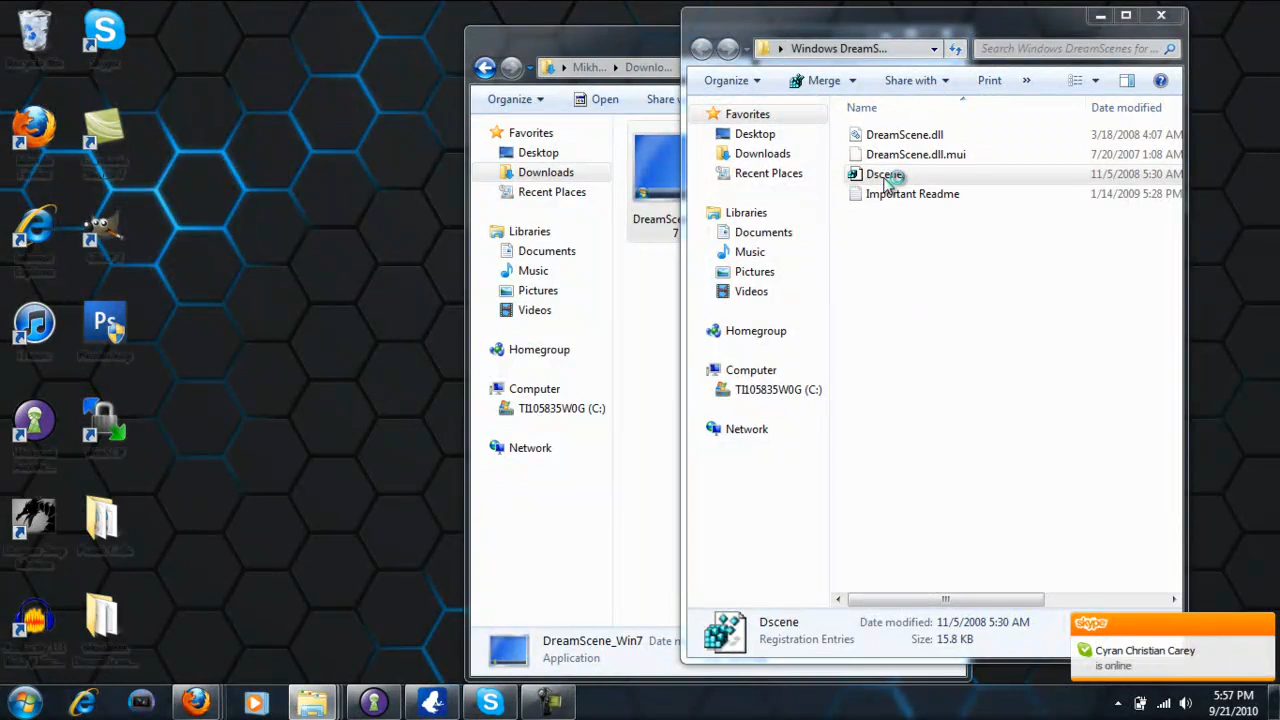 Skype
Ps
Mikh...
Downlo...
Organize
Open
Share w
Favorites
Desktop
Downloads
Recent Places
Libraries
Documents
Music
Pictures
Videos
Homegroup
Computer
TI105835W0G (C:)
Network
DreamSce
7
DreamScene_Win7
Date m
Application
Windows DreamS...
Search Windows DreamScenes for ...
Organize
Merge
Share with
Print
»
Favorites
Desktop
Downloads
Recent Places
Libraries
Documents
Music
Pictures
Videos
Homegroup
Computer
TI105835W0G (C:)
Network
Name
Date modified
DreamScene.dll
3/18/2008 4:07 AM
DreamScene.dll.mui
7/20/2007 1:08 AM
Dscene
11/5/2008 5:30 AM
Important Readme
1/14/2009 5:28 PM
Dscene
Date modified: 11/5/2008 5:30 AM
Registration Entries
Size: 15.8 KB
skype
Cyran Christian Carey
is online
5:57 PM
9/21/2010